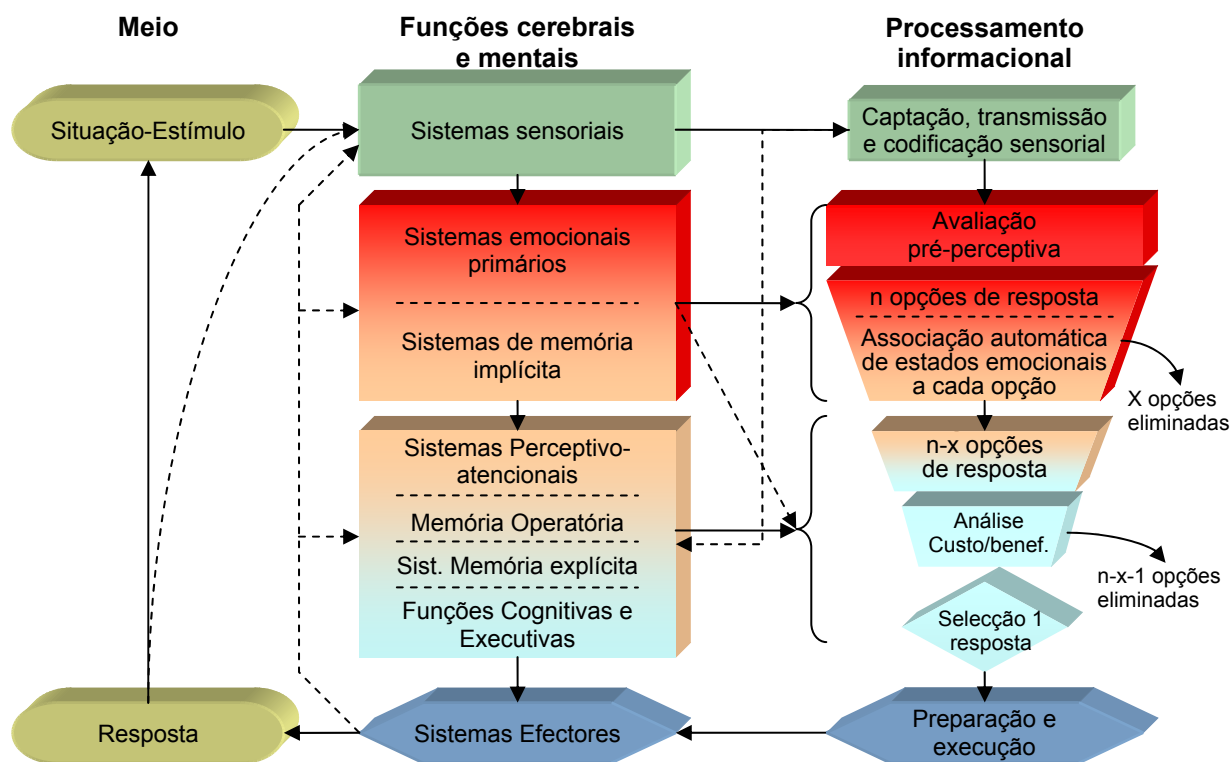 Meio
Funções cerebrais
e mentais
Processamento
informacional
Situação-Estímulo
Sistemas sensoriais
Captação, transmissão
e codificação sensorial
Sistemas emocionais
primários
Sistemas de memória
implícita
Avaliação
pré-perceptiva
n opções de resposta
Associação automática
de estados emocionais
a cada opção
X opções
eliminadas
Sistemas Perceptivo-
atencionais
Memória Operatória
Sist. Memória explícita
Funções Cognitivas e
Executivas
n-x opções
de resposta
Análise
Custo/benef.
n-x-1 opções
eliminadas
Selecção 1
resposta
Resposta
Sistemas Efectores
Preparação e
execução